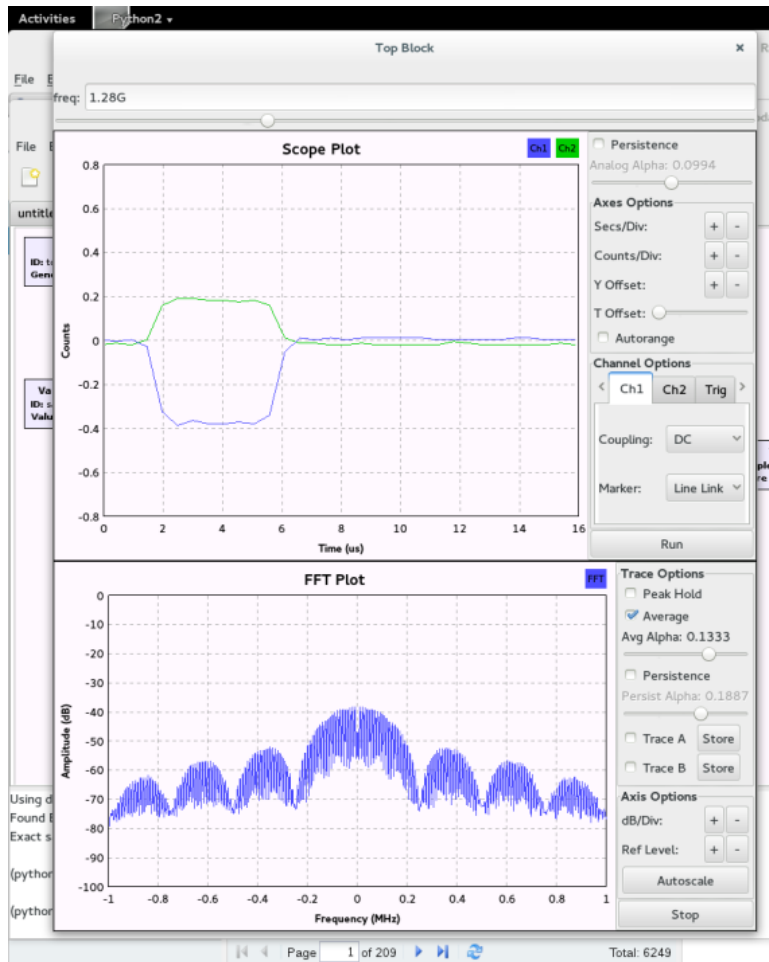 Activities Python2
Top Block
File
freq: 1.28G
File
untitle
ID:
Gene
Va
ID: s
Valu
Scope Plot
Ch1 Ch2
Counts
0.8
0.6
0.4
0.2
0
-0.2
-0.4
-0.6
-0.8
0 2 4 6 8 10 12 14 16
Time (us)
Persistence
Analog Alpha: 0.0994
Axes Options
Secs/Div: + -
Counts/Div: + -
Y Offset: + -
T Offset:
Autorange
Channel Options
Ch1 Ch2 Trig
Coupling: DC
Marker: Line Link
Run
FFT Plot
FFT
Amplitude (dB)
0
-10
-20
-30
-40
-50
-60
-70
-80
-90
-100
-1 -0.8 -0.6 -0.4 -0.2 0 0.2 0.4 0.6 0.8 1
Frequency (MHz)
Trace Options
Peak Hold
Average
Avg Alpha: 0.1333
Persistence
Persist Alpha: 0.1887
Trace A Store
Trace B Store
Axis Options
dB/Div: + -
Ref Level: + -
Autoscale
Stop
Using d
Found
Exact s
(python
(python
Page 1 of 209 Total: 6249